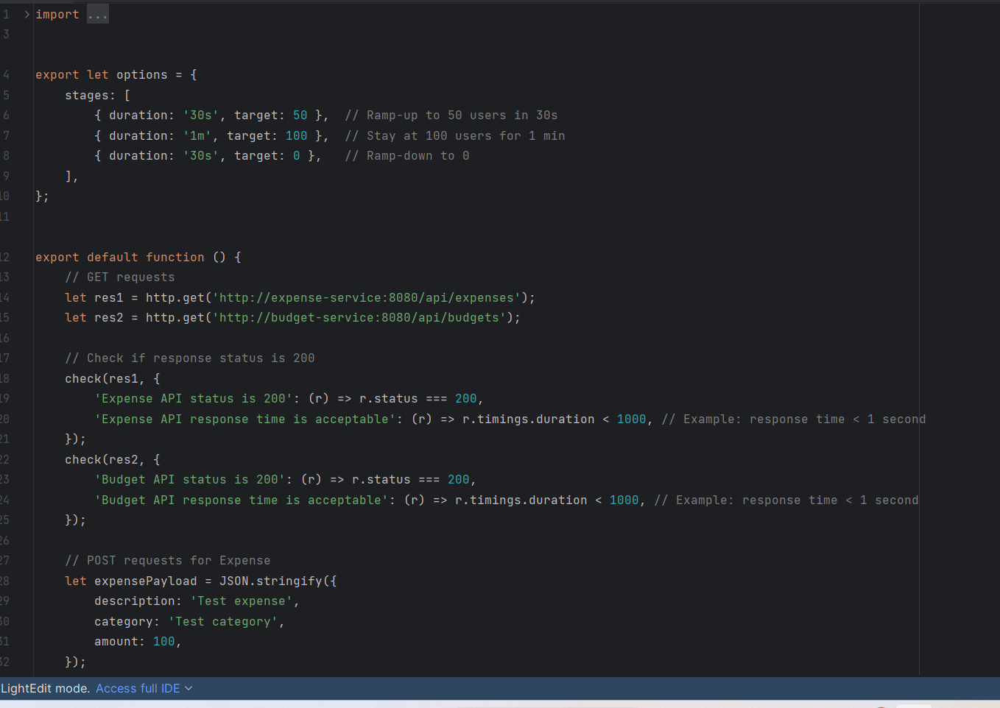 1 import ...
3
4 export let options = {
5 stages: [
6 { duration: '30s', target: 50 },  // Ramp-up to 50 users in 30s
7 { duration: '1m', target: 100 },  // Stay at 100 users for 1 min
8 { duration: '30s', target: 0 },   // Ramp-down to 0
9 ],
10 };
11
12 export default function () {
13 // GET requests
14 let res1 = http.get('http://expense-service:8080/api/expenses');
15 let res2 = http.get('http://budget-service:8080/api/budgets');
16
17 // Check if response status is 200
18 check(res1, {
19 'Expense API status is 200': (r) => r.status === 200,
20 'Expense API response time is acceptable': (r) => r.timings.duration < 1000, // Example: response time < 1 second
21 });
22 check(res2, {
23 'Budget API status is 200': (r) => r.status === 200,
24 'Budget API response time is acceptable': (r) => r.timings.duration < 1000, // Example: response time < 1 second
25 });
26
27 // POST requests for Expense
28 let expensePayload = JSON.stringify({
29 description: 'Test expense',
30 category: 'Test category',
31 amount: 100,
32 });
LightEdit mode. Access full IDE